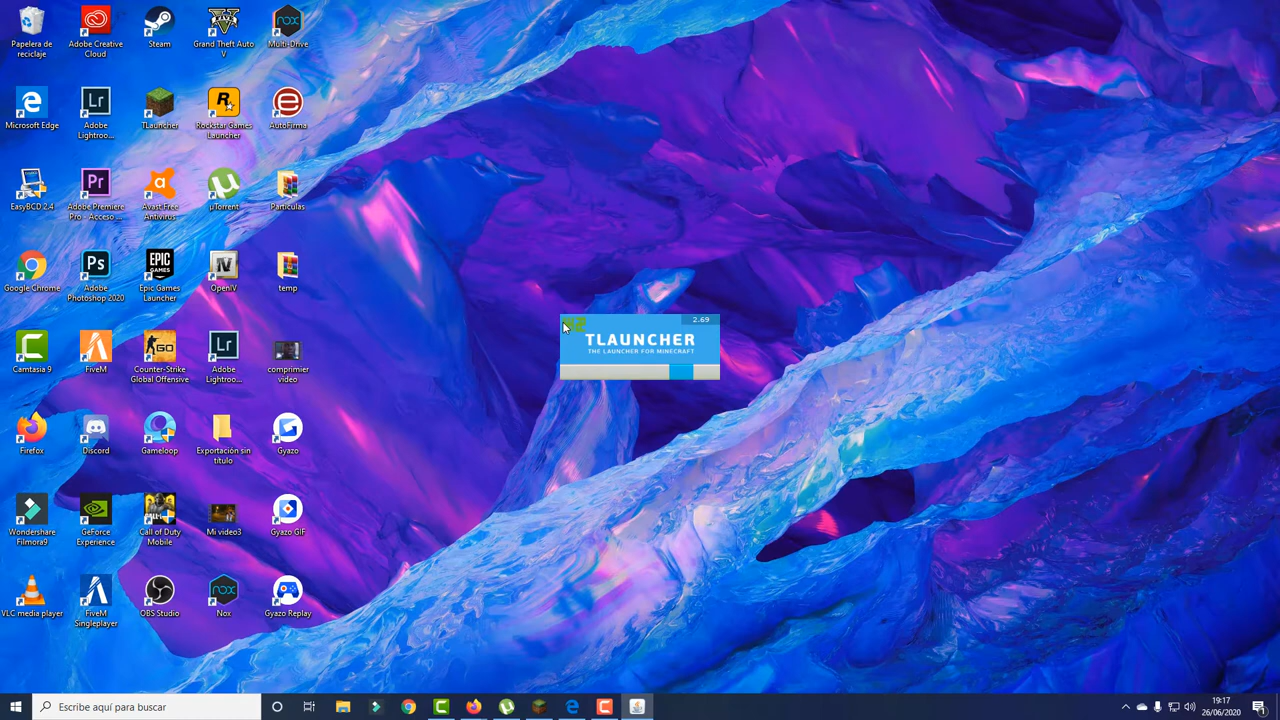 Papelera de
reciclaje
Adobe Creative
Cloud
Steam
Grand Theft Auto
V
Multi-Drive
Microsoft Edge
Adobe
Lightroo...
TLauncher
Rockstar Games
Launcher
AutoFirma
EasyBCD 2.4
Adobe Premiere
Pro - Acceso ...
Avast Free
Antivirus
µTorrent
Partículas
Google Chrome
Adobe
Photoshop 2020
Epic Games
Launcher
OpenIV
temp
Camtasia 9
FiveM
Counter-Strike
Global Offensive
Adobe
Lightroo...
comprimier
video
Firefox
Discord
Gameloop
Exportación sin
título
Gyazo
Wondershare
Filmora9
GeForce
Experience
Call of Duty
Mobile
Mi video3
Gyazo GIF
VLC media player
FiveM
Singleplayer
OBS Studio
Nox
Gyazo Replay
2.69
TLAUNCHER
THE LAUNCHER FOR MINECRAFT
Escribe aquí para buscar
19:17
26/06/2020